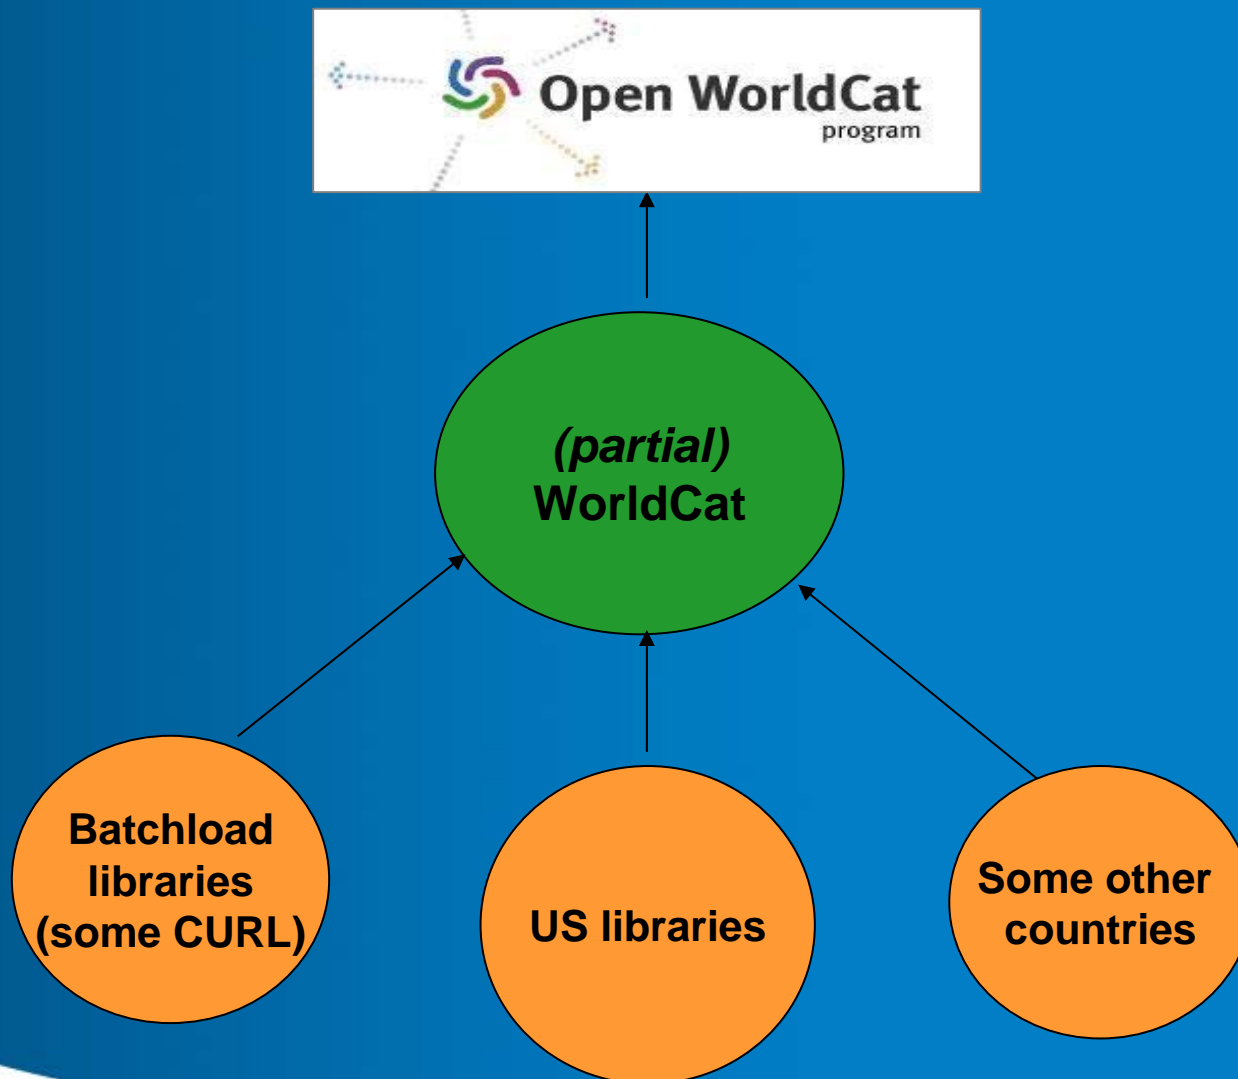 Open WorldCat
program
(partial)
WorldCat
Batchload
libraries
(some CURL)
US libraries
Some other
countries